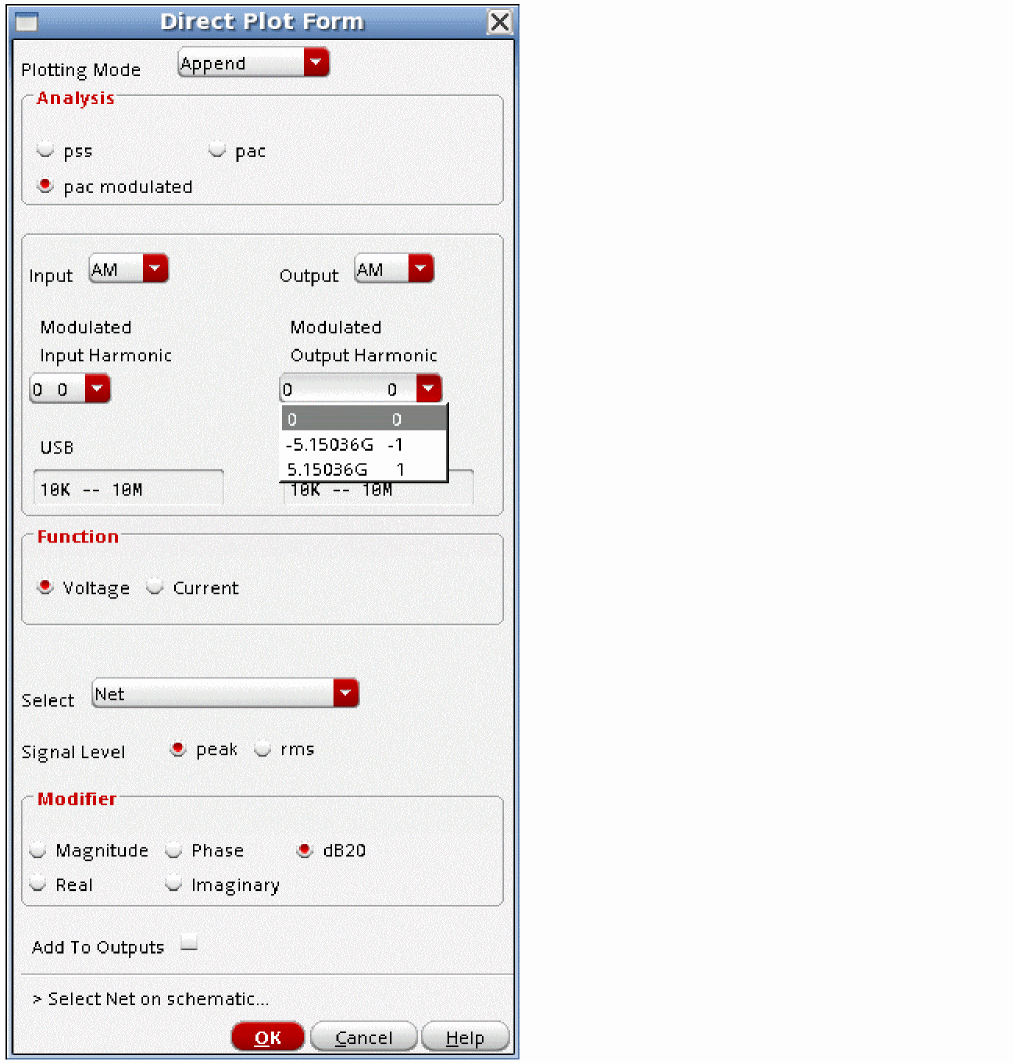 Direct Plot Form
Plotting Mode Append
Analysis
pss pac
pac modulated
Input AM Output AM
Modulated Modulated
Input Harmonic Output Harmonic
0 0 0 0
0 0
USB -5.15036G -1
5.15036G 1
10K -- 10M 10K -- 10M
Function
Voltage Current
Select Net
Signal Level peak rms
Modifier
Magnitude Phase dB20
Real Imaginary
Add To Outputs
> Select Net on schematic...
OK Cancel Help